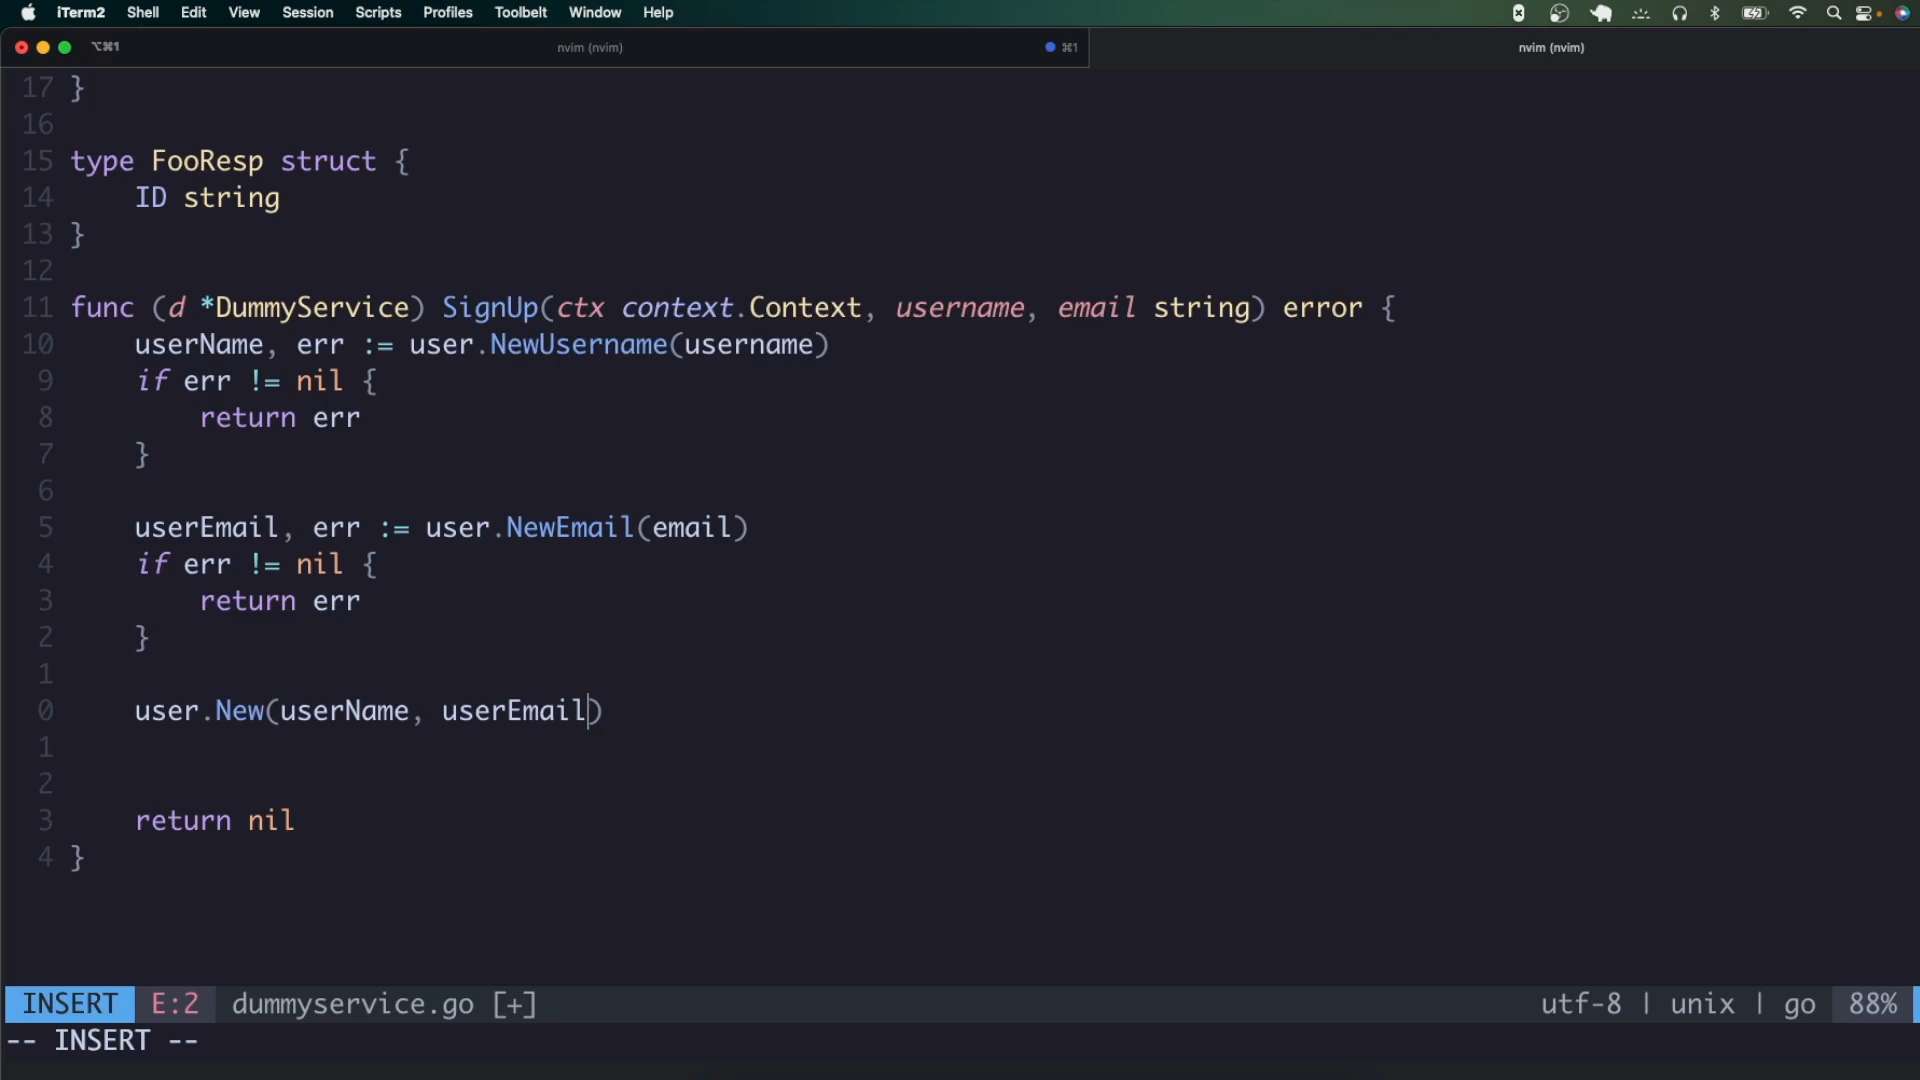 iTerm2 Shell Edit View Session Scripts Profiles Toolbelt Window Help
⌥⌘1 nvim (nvim) ⌘1 nvim (nvim)
17 }
16
15 type FooResp struct {
14     ID string
13 }
12
11 func (d *DummyService) SignUp(ctx context.Context, username, email string) error {
10     userName, err := user.NewUsername(username)
9     if err != nil {
8         return err
7     }
6
5     userEmail, err := user.NewEmail(email)
4     if err != nil {
3         return err
2     }
1
0     user.New(userName, userEmail)
1
2
3     return nil
4 }
INSERT E:2 dummyservice.go [+] utf-8 | unix | go 88%
-- INSERT --